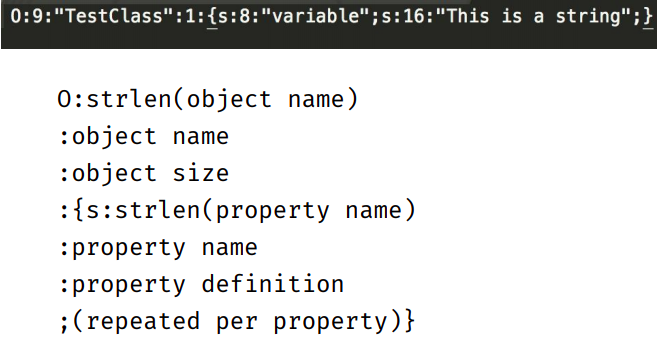 O:9:"TestClass":1:{s:8:"variable";s:16:"This is a string";}
O:strlen(object name)
:object name
:object size
:{s:strlen(property name)
:property name
:property definition
;(repeated per property)}